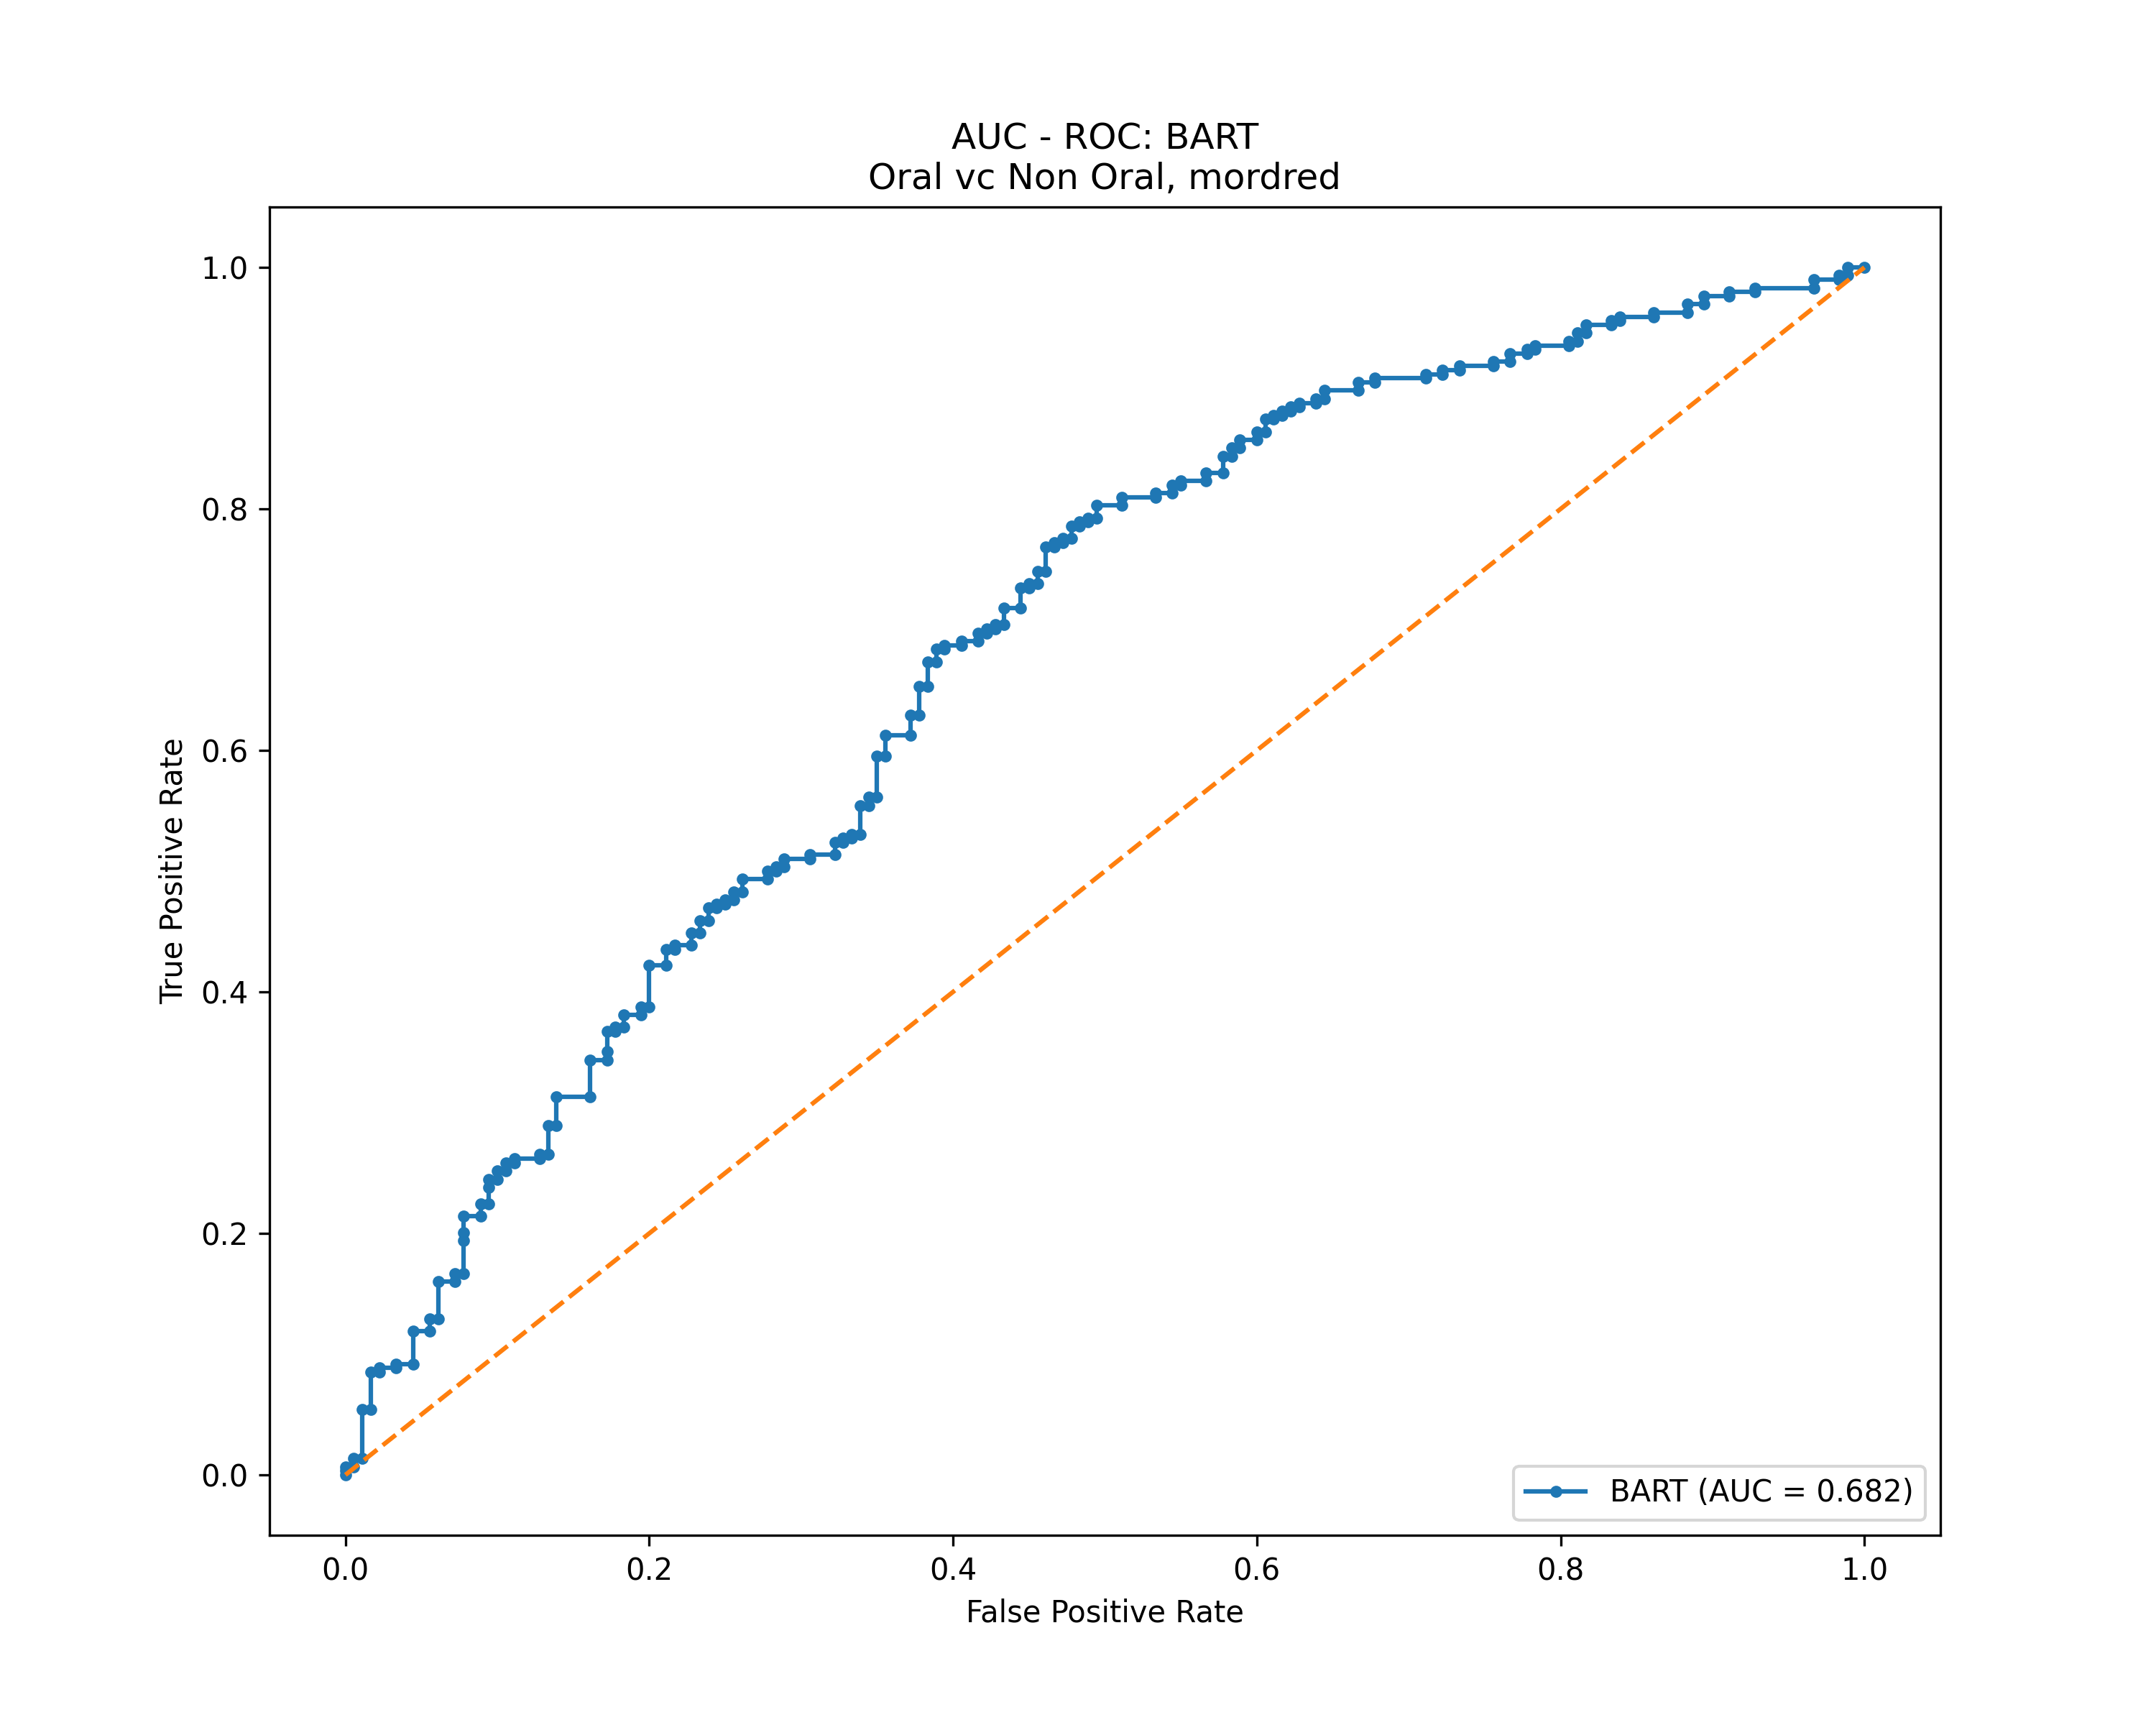 AUC - ROC: BART
Oral vc Non Oral, mordred
1.0
0.8
0.6
0.4
0.2
0.0
True Positive Rate
BART (AUC = 0.682)
0.0 0.2 0.4 0.6 0.8 1.0
False Positive Rate